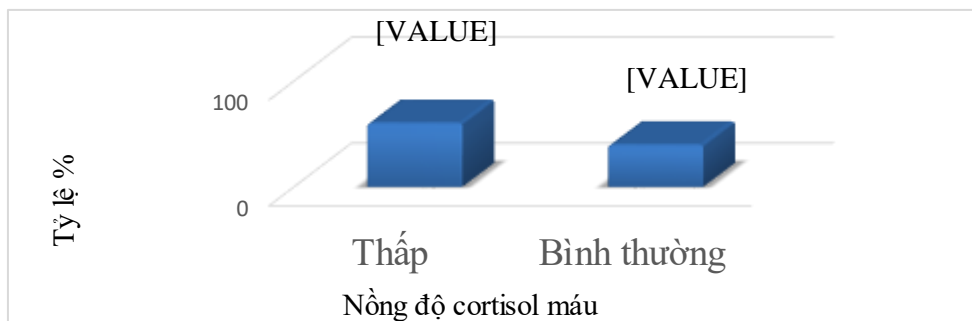 [VALUE]
[VALUE]
100
0
Tỷ lệ %
Thấp
Bình thường
Nồng độ cortisol máu